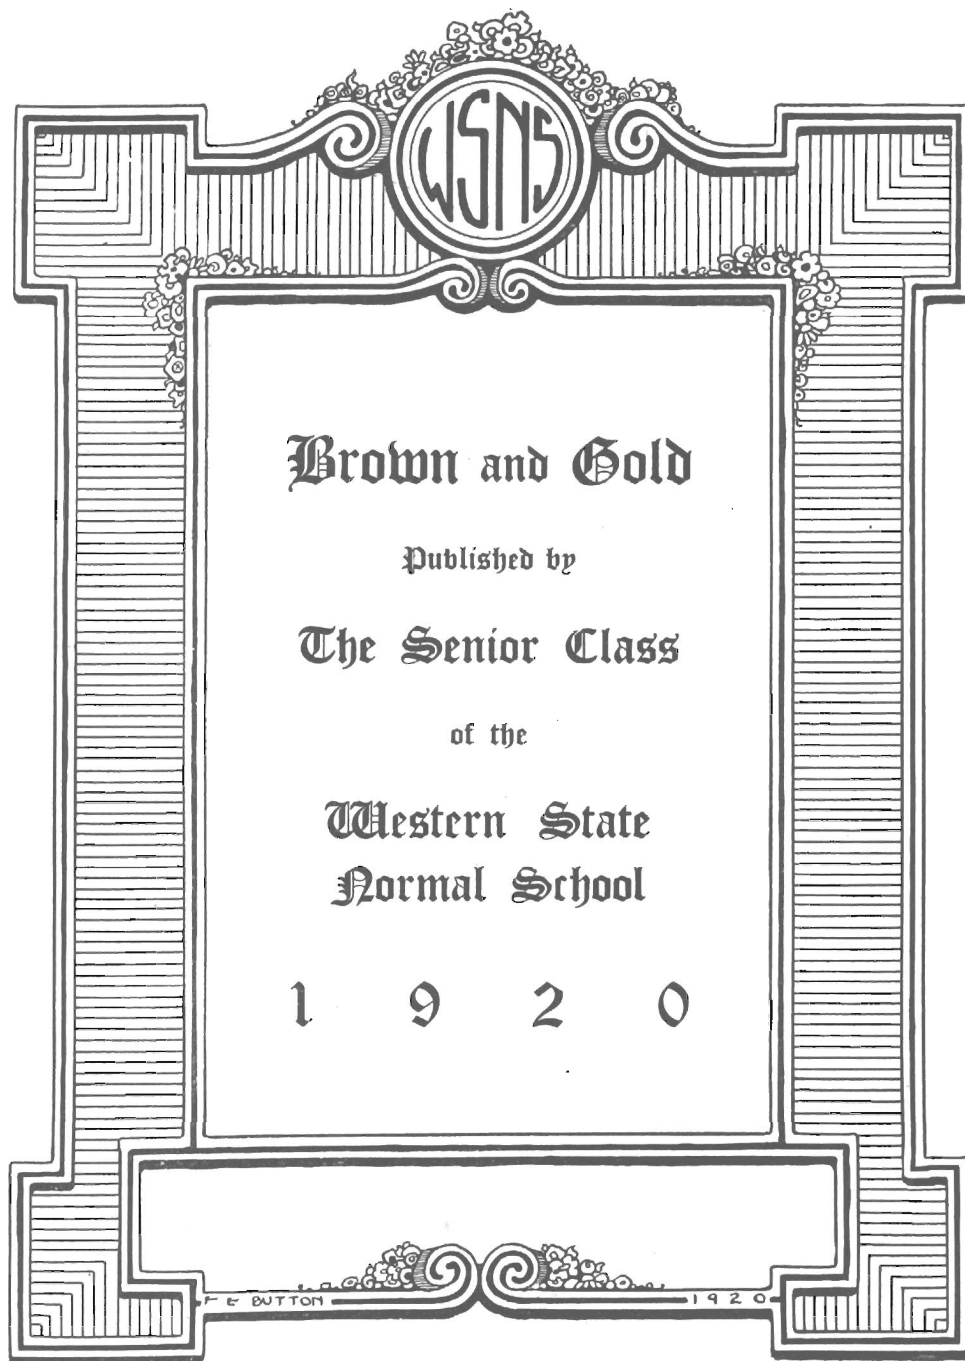 WSNS
Brown and Gold
Published by
The Senior Class
of the
Western State
Normal School
1 9 2 0
F E BUTTON 1920